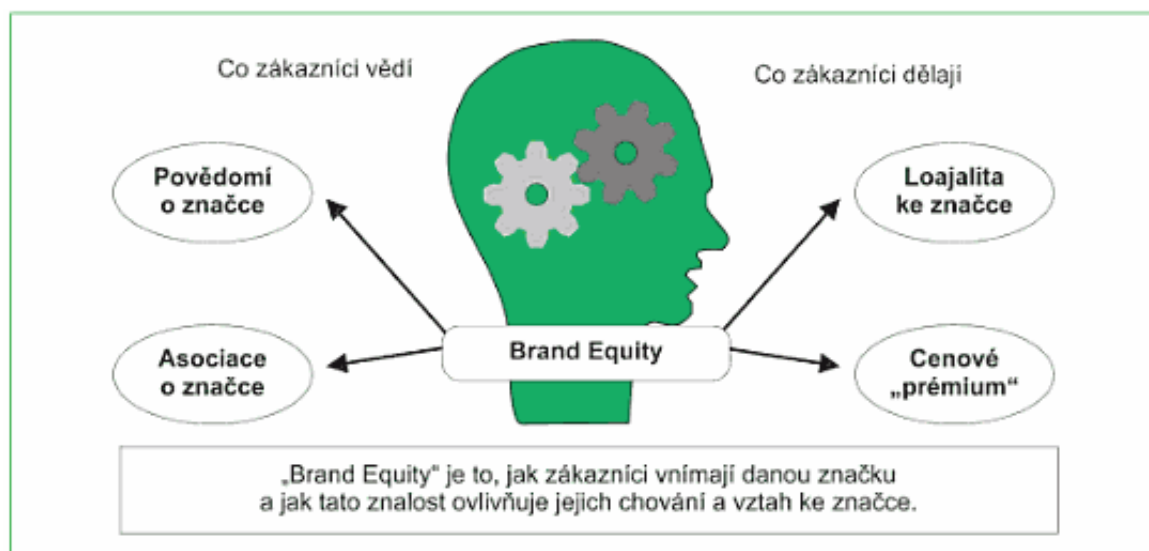 Co zákazníci vědí
Co zákazníci dělaji
Povědomí
o značce
Loajalita
ke značce
Asociace
o značce
Brand Equity
Cenové
„prémium“
„Brand Equity“ je to, jak zákazníci vnímají danou značku
a jak tato znalost ovlivňuje jejich chování a vztah ke značce.